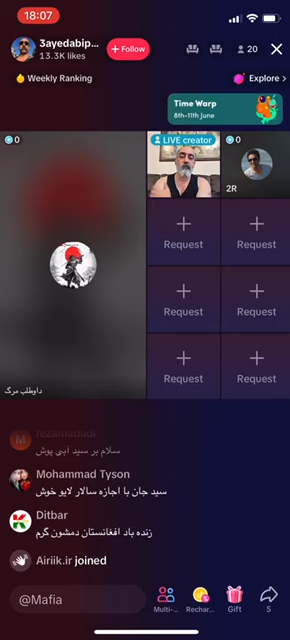 18:07
3ayedabip...
13.3K likes
+ Follow
20
Weekly Ranking
Explore >
Time Warp
8th-11th June
0
LIVE creator
0
2R
Request
Request
Request
Request
Request
Request
داوطلب مرگ
rezamadadi
سلام بر سید آبی پوش
Mohammad Tyson
سید جان با اجازه سالار لایو خوش
Ditbar
زنده باد افغانستان دمشون گرم
Airiik.ir joined
@Mafia
Multi-...
Rechar...
Gift
5